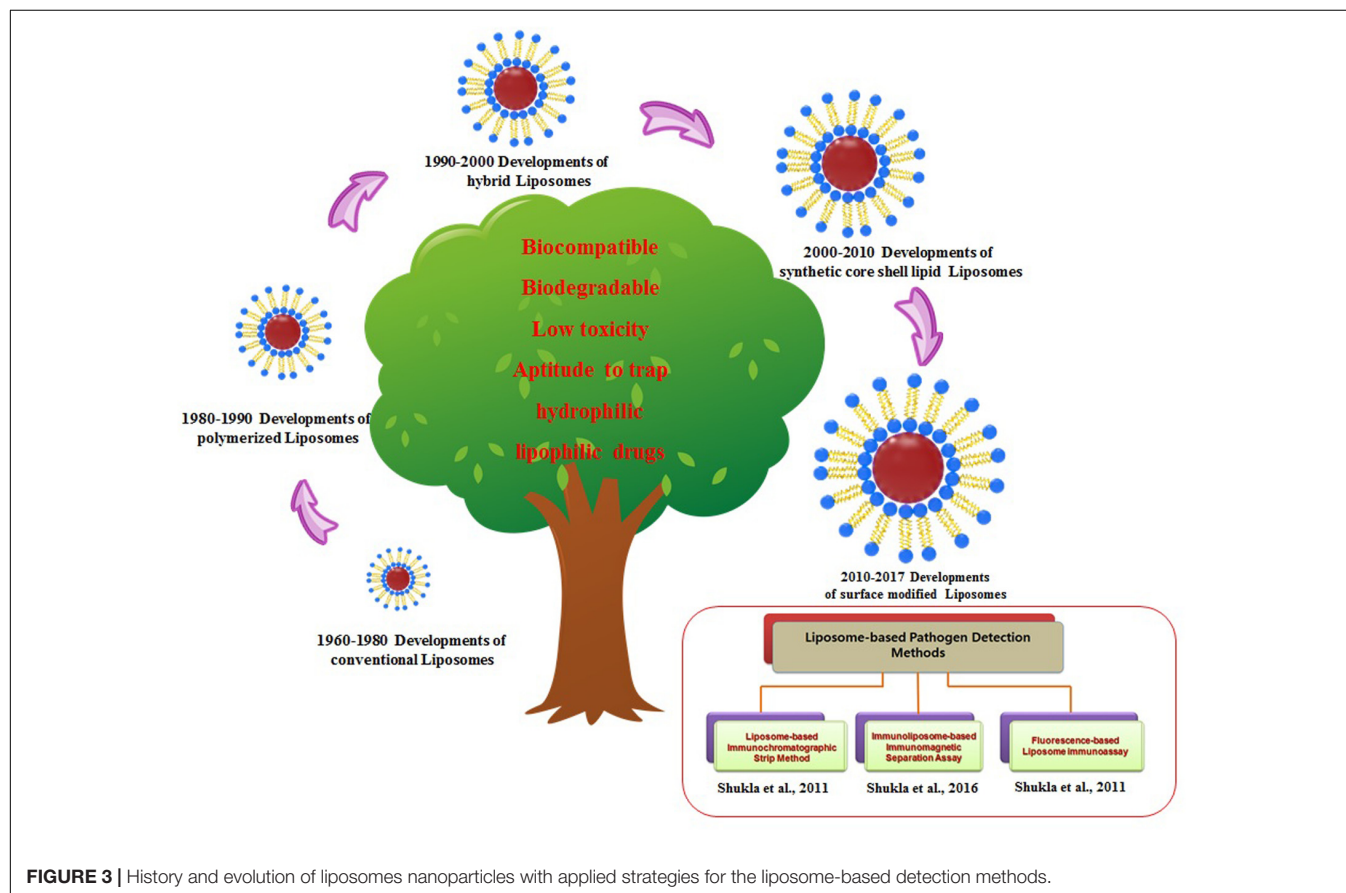 1990-2000 Developments of
hybrid Liposomes
2000-2010 Developments of
synthetic core shell lipid Liposomes
Biocompatible
Biodegradable
Low toxicity
Aptitude to trap
hydrophilic
lipophilic drugs
1980-1990 Developments of
polymerized Liposomes
1960-1980 Developments of
conventional Liposomes
2010-2017 Developments
of surface modified Liposomes
Liposome-based Pathogen Detection
Methods
Liposome-based
Immunochromatographic
Strip Method
Immunoliposome-based
Immunomagnetic
Separation Assay
Fluorescence-based
Liposome immunoassay
Shukla et al., 2011
Shukla et al., 2016
Shukla et al., 2011
FIGURE 3 | History and evolution of liposomes nanoparticles with applied strategies for the liposome-based detection methods.